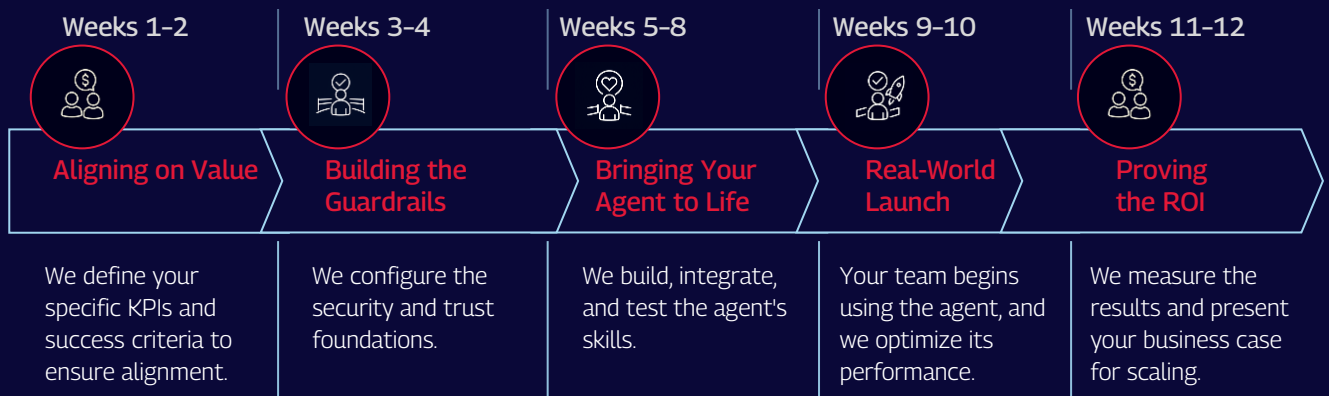 Weeks 1–2
Aligning on Value
We define your
specific KPIs and
success criteria to
ensure alignment.
Weeks 3–4
Building the
Guardrails
We configure the
security and trust
foundations.
Weeks 5–8
Bringing Your
Agent to Life
We build, integrate,
and test the agent's
skills.
Weeks 9–10
Real-World
Launch
Your team begins
using the agent, and
we optimize its
performance.
Weeks 11–12
Proving
the ROI
We measure the
results and present
your business case
for scaling.